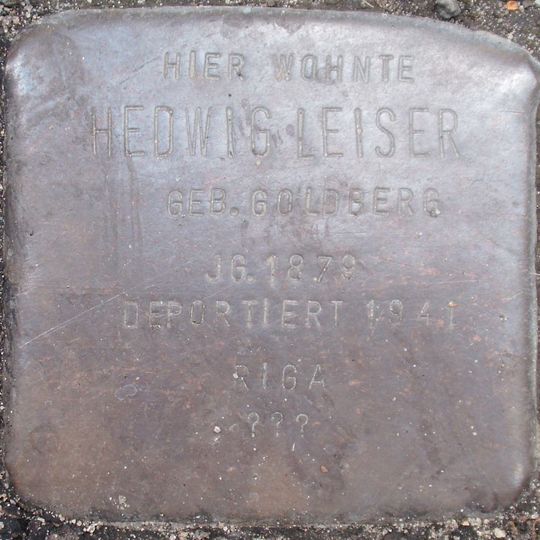 HIER WOHNTE
HEDWIG LEISER
GEB. GOLDBERG
JG. 1879
DEPORTIERT 1941
RIGA
???